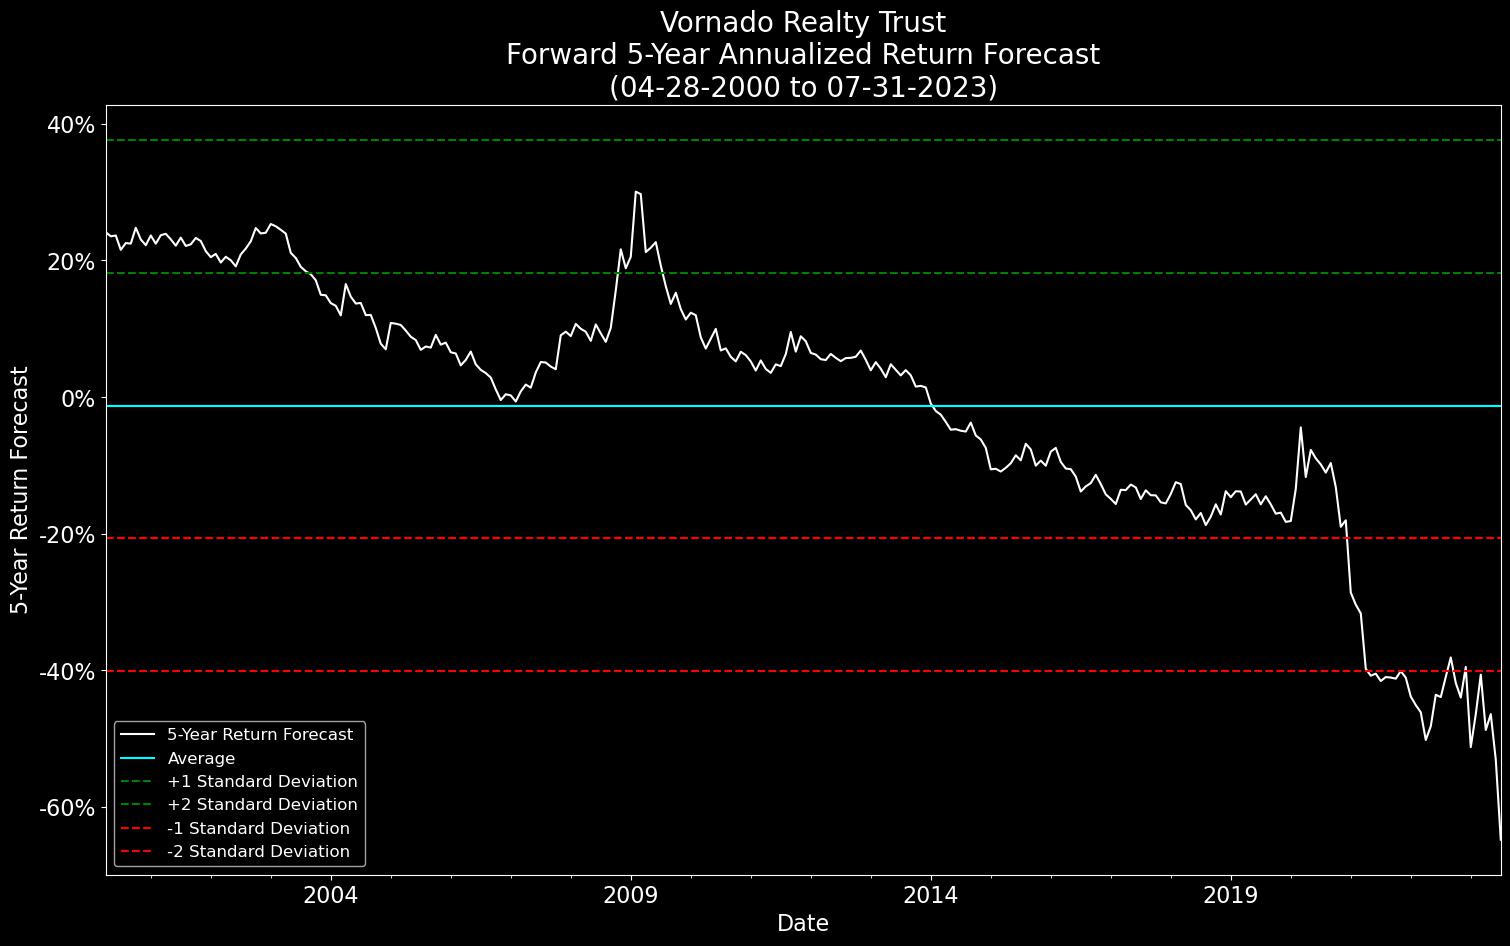 Vornado Realty Trust
Forward 5-Year Annualized Return Forecast
(04-28-2000 to 07-31-2023)
40%
20%
0%
-20%
-40%
-60%
5-Year Return Forecast
5-Year Return Forecast
Average
+1 Standard Deviation
+2 Standard Deviation
-1 Standard Deviation
-2 Standard Deviation
2004
2009
2014
2019
Date